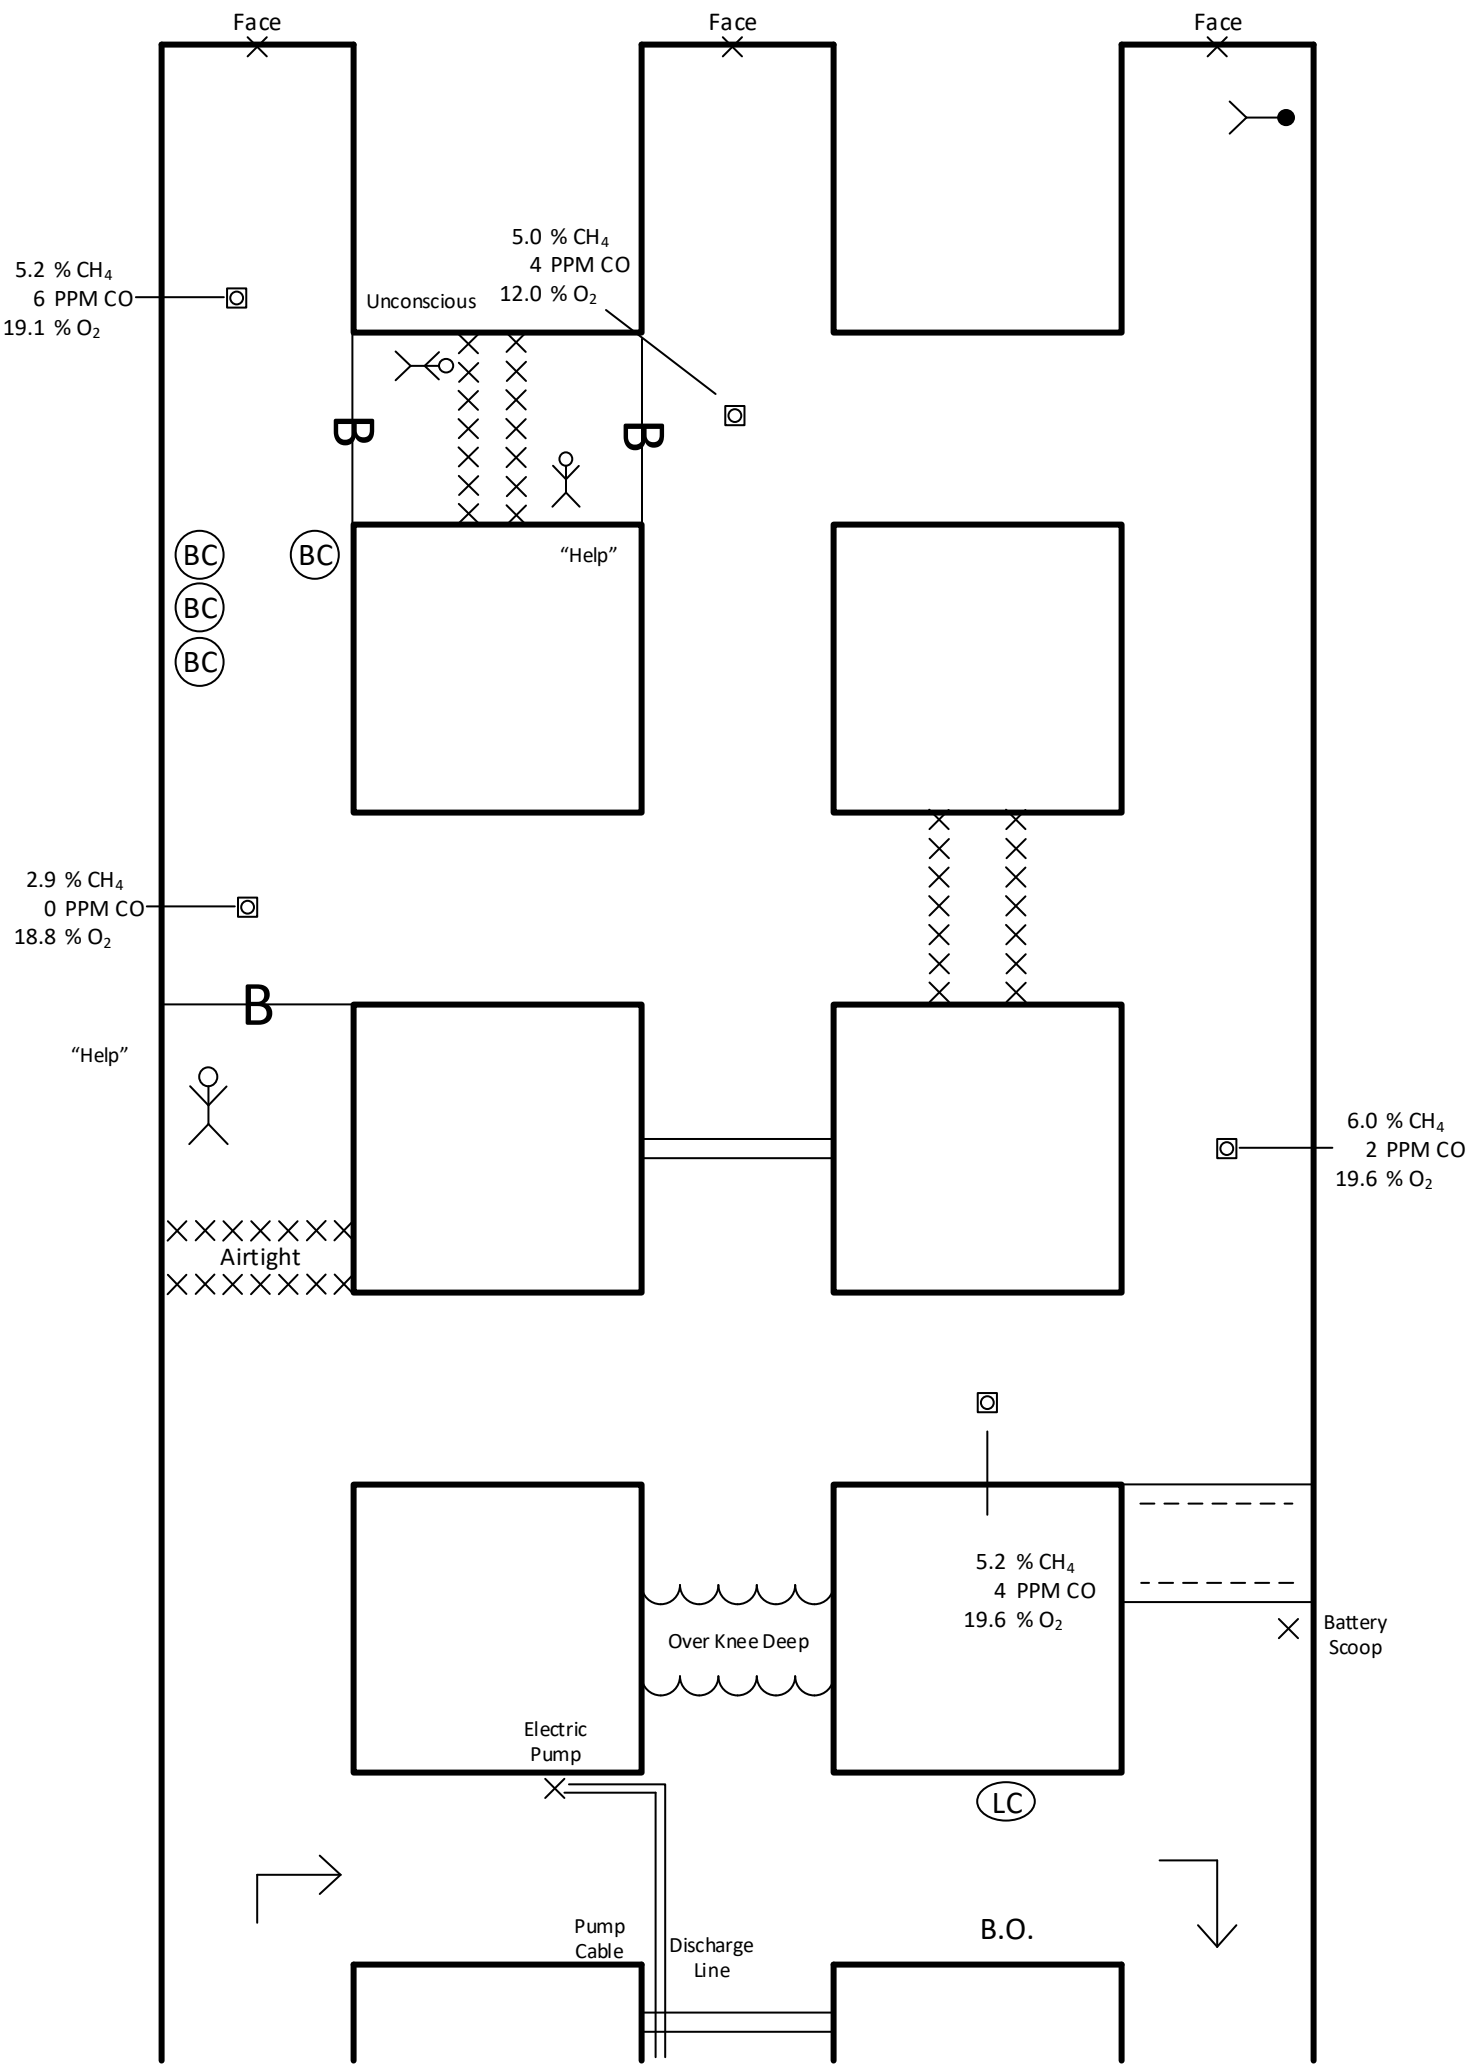 Face
Face
Face
5.0 % CH₄
4 PPM CO
12.0 % O₂
5.2 % CH₄
6 PPM CO
19.1 % O₂
Unconscious
B
B
BC
BC
"Help"
BC
BC
2.9 % CH₄
0 PPM CO
18.8 % O₂
B
"Help"
6.0 % CH₄
2 PPM CO
19.6 % O₂
Airtight
5.2 % CH₄
4 PPM CO
19.6 % O₂
Over Knee Deep
Battery
Scoop
Electric
Pump
LC
Pump
Cable
Discharge
Line
B.O.